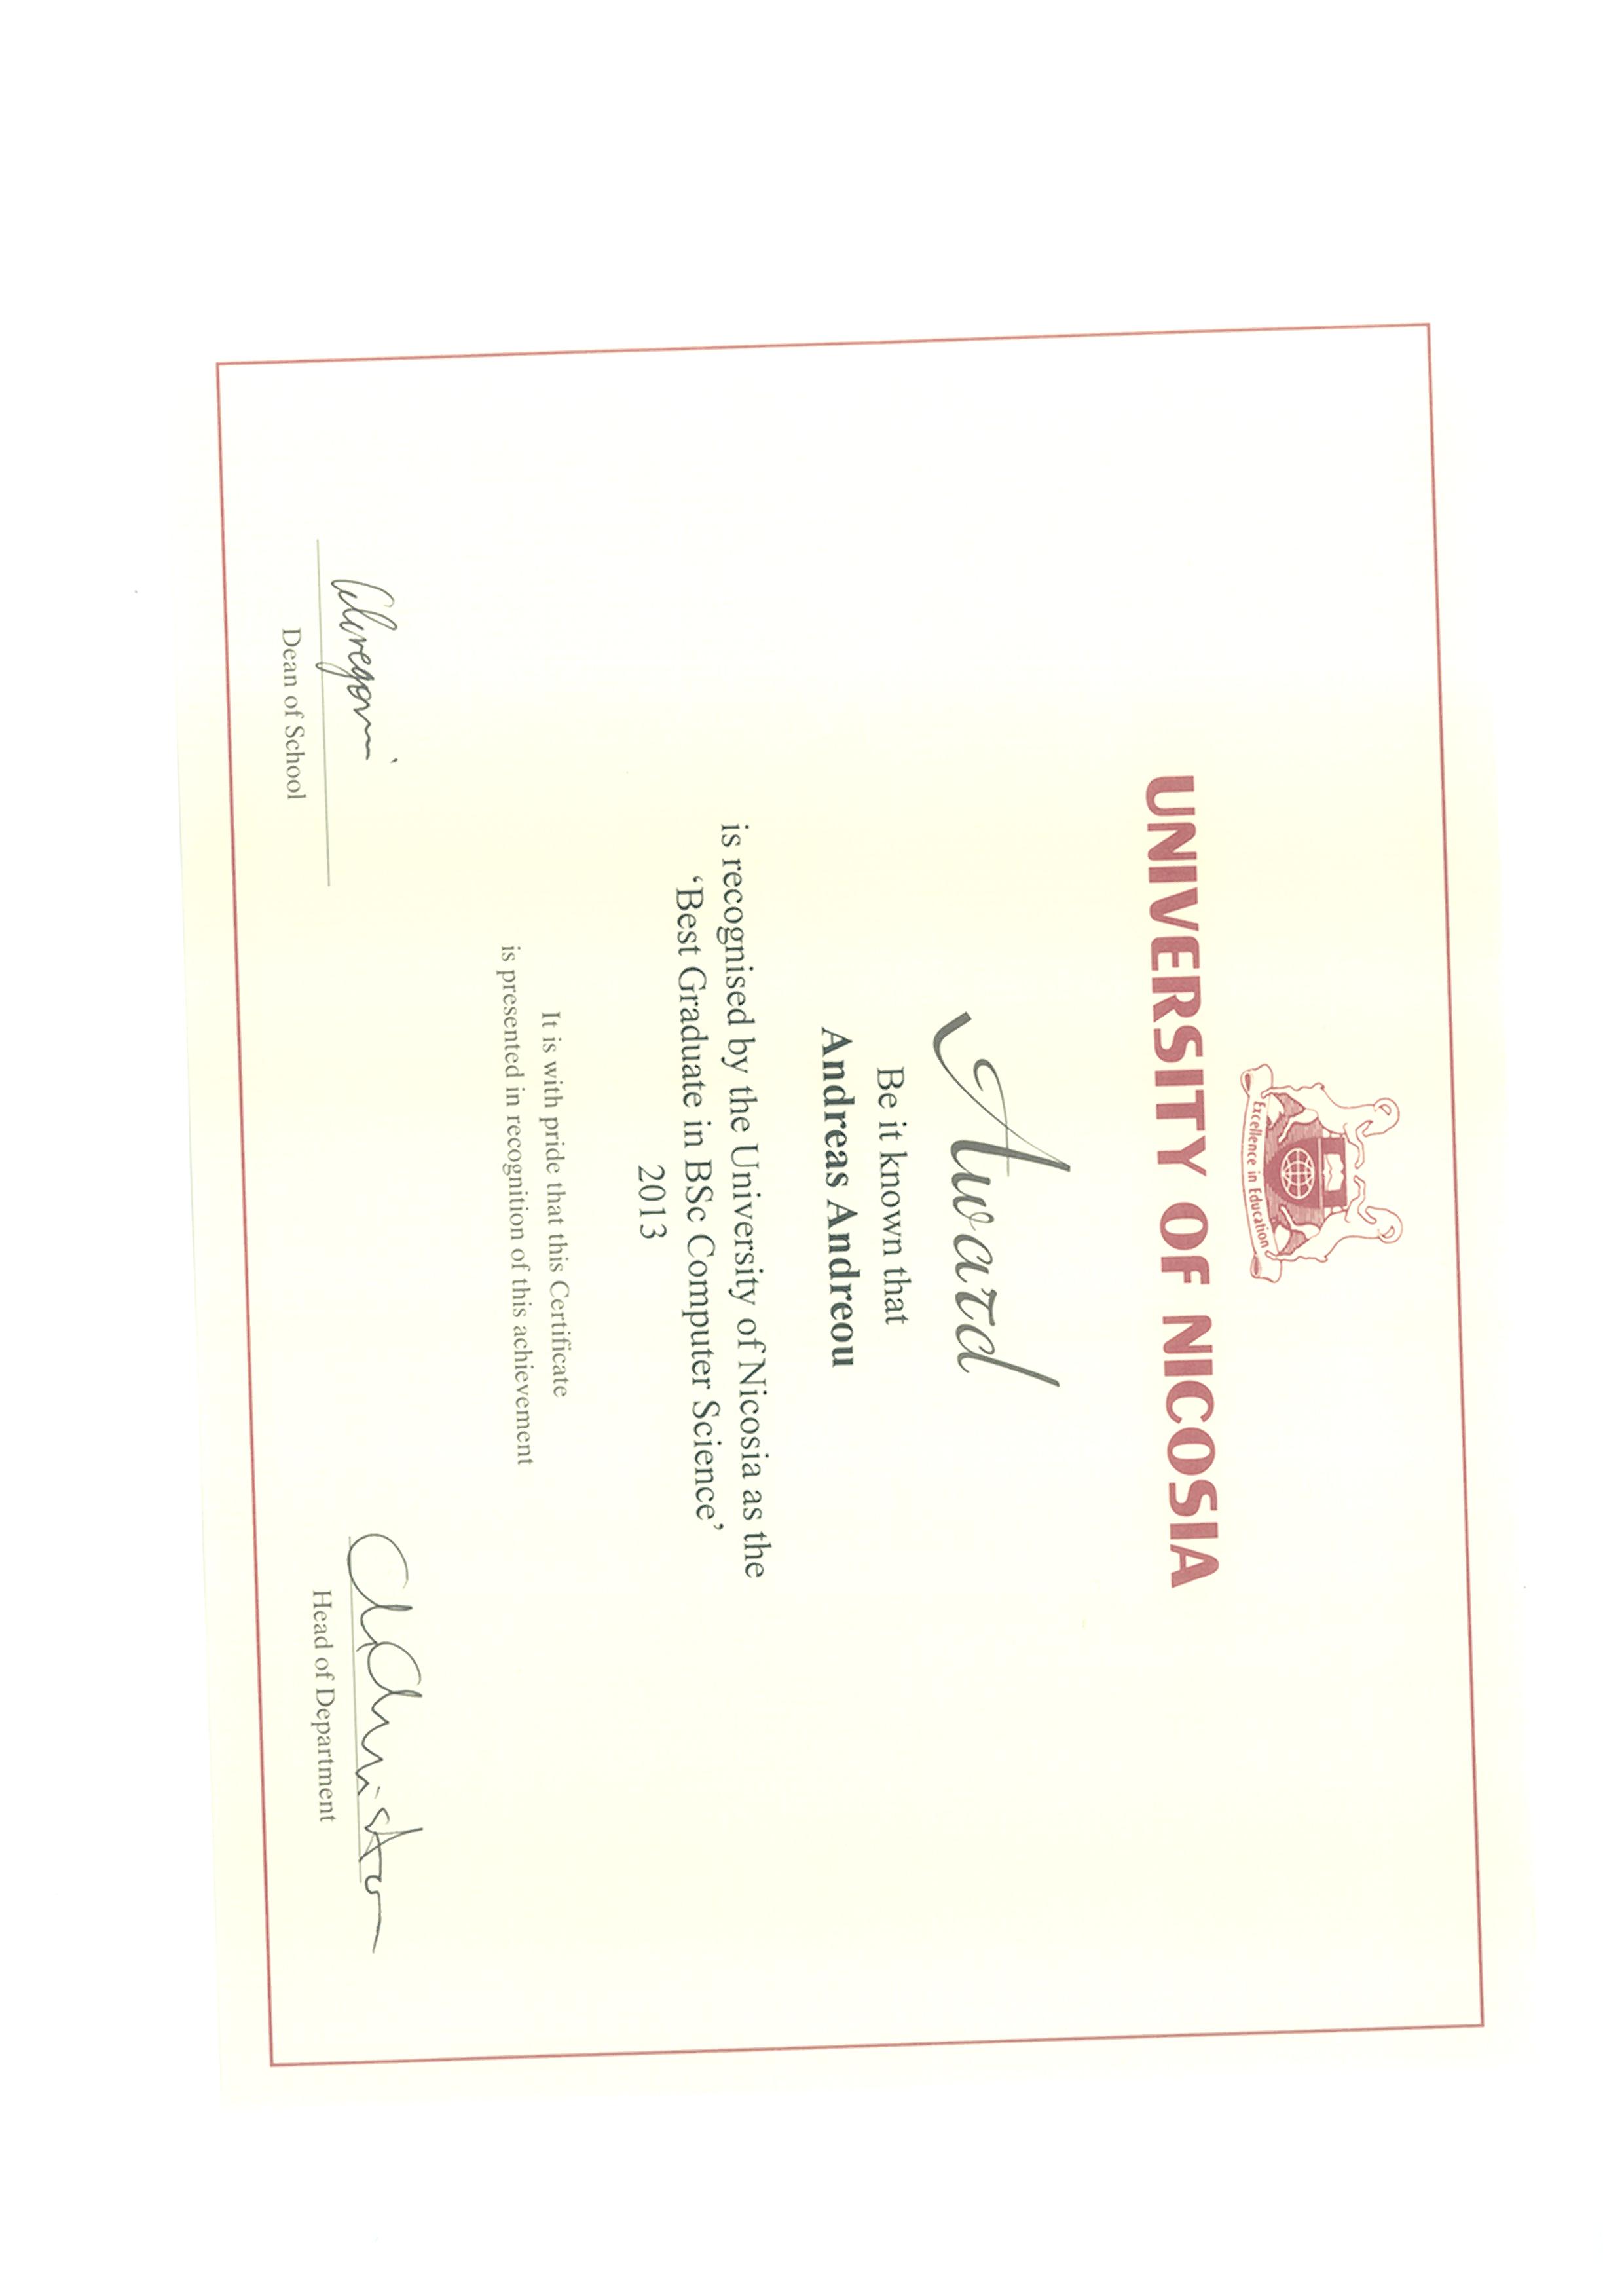 Excellence in Education
UNIVERSITY OF NICOSIA
Award
Be it known that
Andreas Andreou
is recognised by the University of Nicosia as the
‘Best Graduate in BSc Computer Science’
2013
It is with pride that this Certificate
is presented in recognition of this achievement
Dean of School
Head of Department